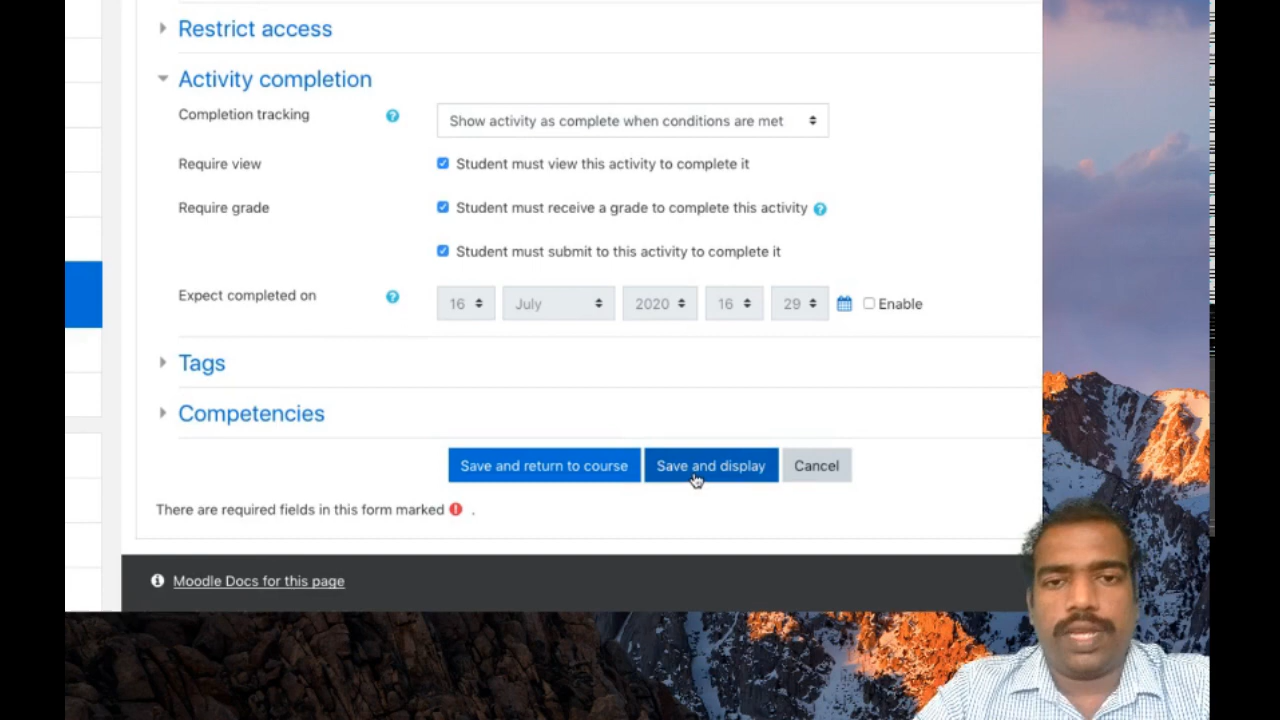 Restrict access
Activity completion
Completion tracking
Show activity as complete when conditions are met
Require view
Student must view this activity to complete it
Require grade
Student must receive a grade to complete this activity
Student must submit to this activity to complete it
Expect completed on
16 July 2020 16 29 Enable
Tags
Competencies
Save and return to course Save and display Cancel
There are required fields in this form marked .
Moodle Docs for this page